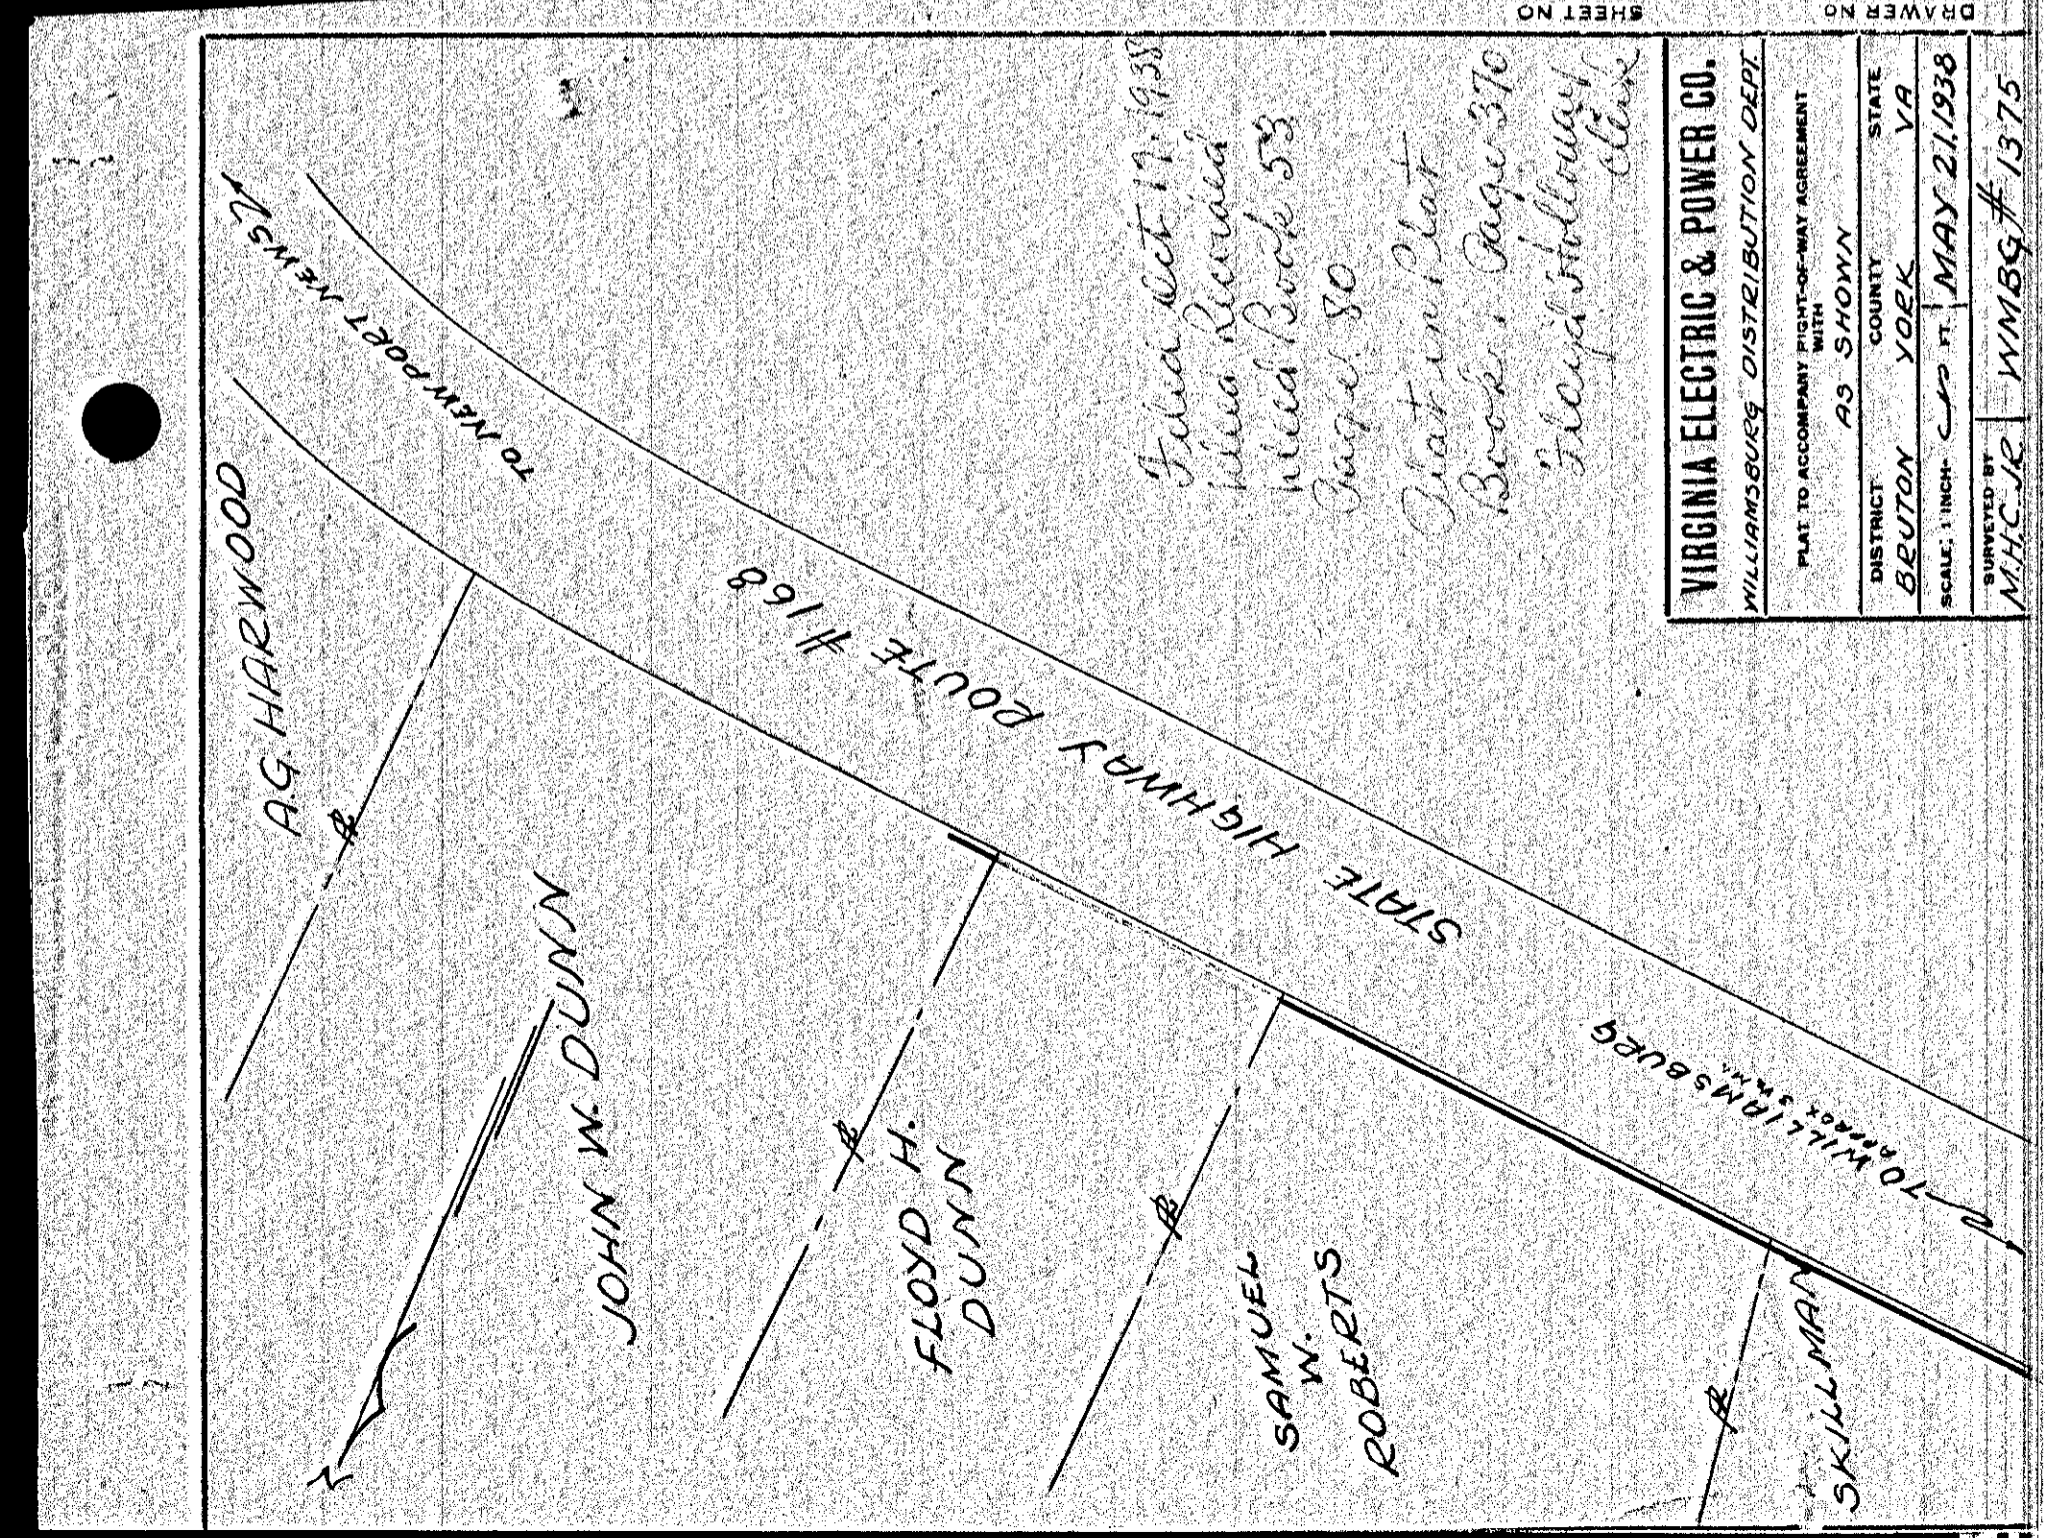 SHEET NO
DRAWER NO
TO NEWPORT NEWS
A.G. HARWOOD
STATE HIGHWAY ROUTE #168
JOHN W. DUNN
FLOYD H.
DUNN
SAMUEL
W.
ROBERTS
SKILLMAN
TO WILLIAMSBURG
APPROX 3 MI.
Filed Oct 17. 1938
Deed Recorded
Deed Book 53
Page 80
Plat in Plat
Book 1 Page 370
Floyd Holloway
Clerk
VIRGINIA ELECTRIC & POWER CO.
WILLIAMSBURG DISTRIBUTION DEPT.
PLAT TO ACCOMPANY RIGHT-OF-WAY AGREEMENT
WITH
AS SHOWN
DISTRICT COUNTY STATE
BRUTON YORK VA
SCALE: 1 INCH= FT. MAY 21.1938
SURVEYED BY
M.H.C. JR WMBG # 1375